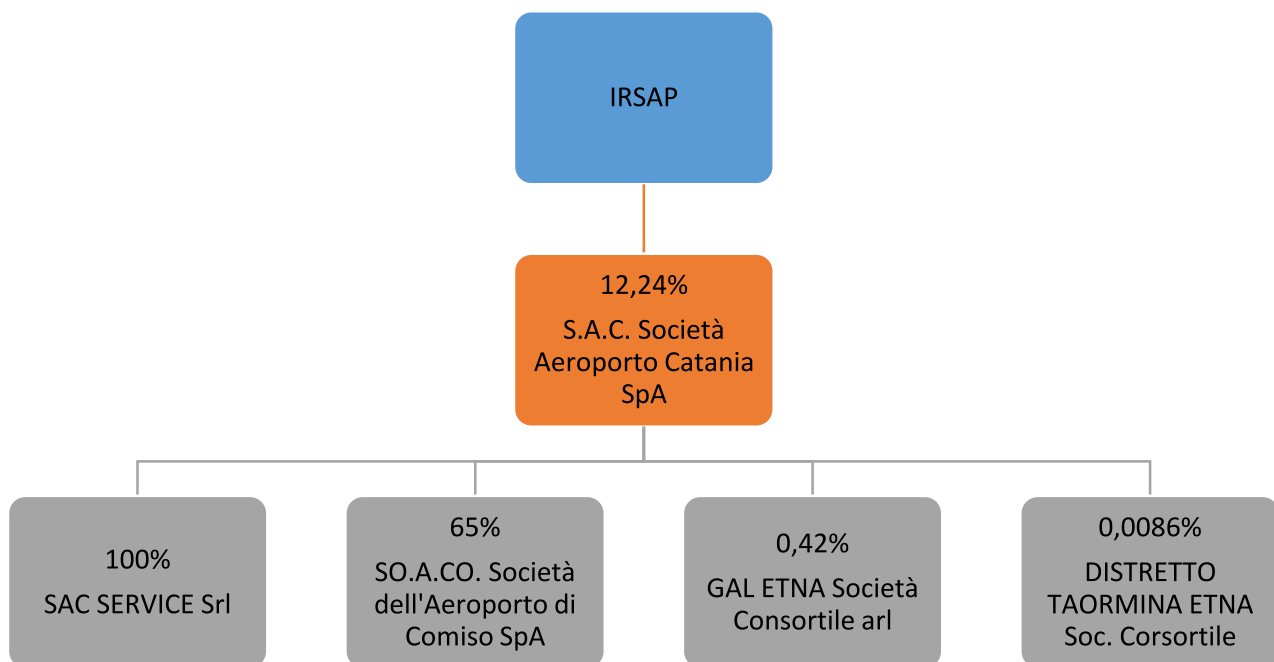 IRSAP
12,24%
S.A.C. Società
Aeroporto Catania
SpA
100%
SAC SERVICE Srl
65%
SO.A.CO. Società
dell'Aeroporto di
Comiso SpA
0,42%
GAL ETNA Società
Consortile arl
0,0086%
DISTRETTO
TAORMINA ETNA
Soc. Corsortile